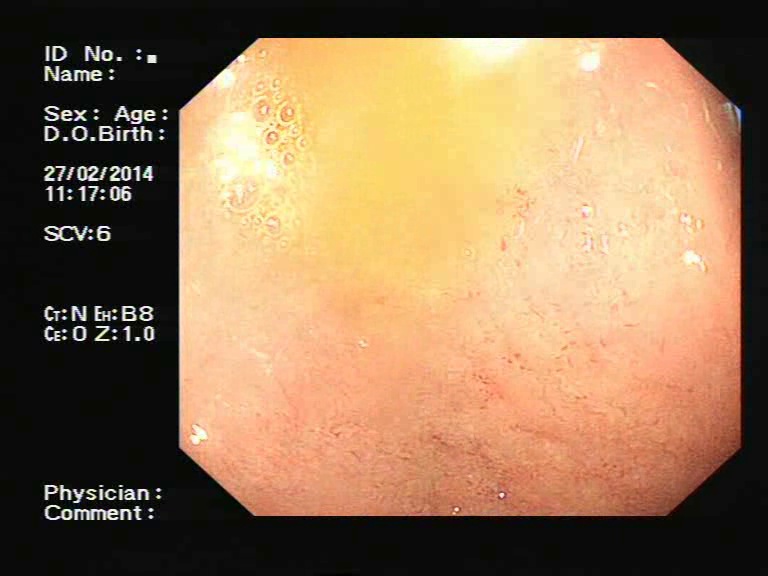 ID No. :
Name:
Sex: Age:
D.O.Birth:
27/02/2014
11:17:06
SCV:6
CT:N EH:B8
CE:0 Z:1.0
Physician:
Comment: